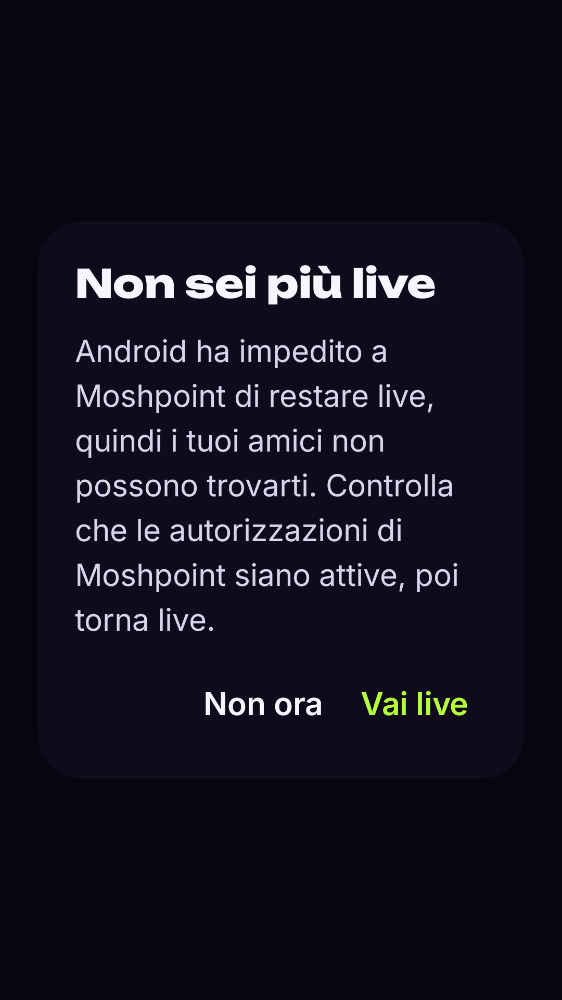 Non sei più live
Android ha impedito a
Moshpoint di restare live,
quindi i tuoi amici non
possono trovarti. Controlla
che le autorizzazioni di
Moshpoint siano attive, poi
torna live.
Non ora Vai live